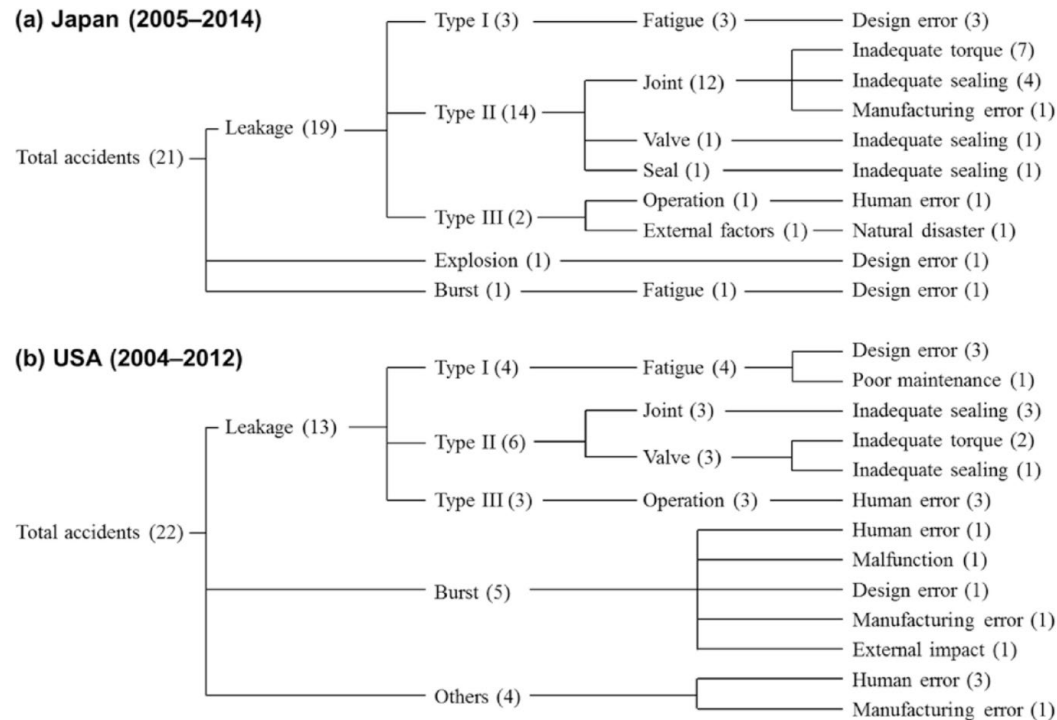 (a) Japan (2005–2014)
Type I (3) Fatigue (3) Design error (3)
Inadequate torque (7)
Joint (12) Inadequate sealing (4)
Manufacturing error (1)
Leakage (19) Type II (14)
Valve (1) Inadequate sealing (1)
Total accidents (21)
Seal (1) Inadequate sealing (1)
Operation (1) Human error (1)
Type III (2)
External factors (1) Natural disaster (1)
Explosion (1) Design error (1)
Burst (1) Fatigue (1) Design error (1)
(b) USA (2004–2012)
Design error (3)
Type I (4) Fatigue (4)
Poor maintenance (1)
Joint (3) Inadequate sealing (3)
Leakage (13)
Type II (6) Inadequate torque (2)
Valve (3)
Inadequate sealing (1)
Type III (3) Operation (3) Human error (3)
Total accidents (22) Human error (1)
Malfunction (1)
Burst (5) Design error (1)
Manufacturing error (1)
External impact (1)
Human error (3)
Others (4)
Manufacturing error (1)